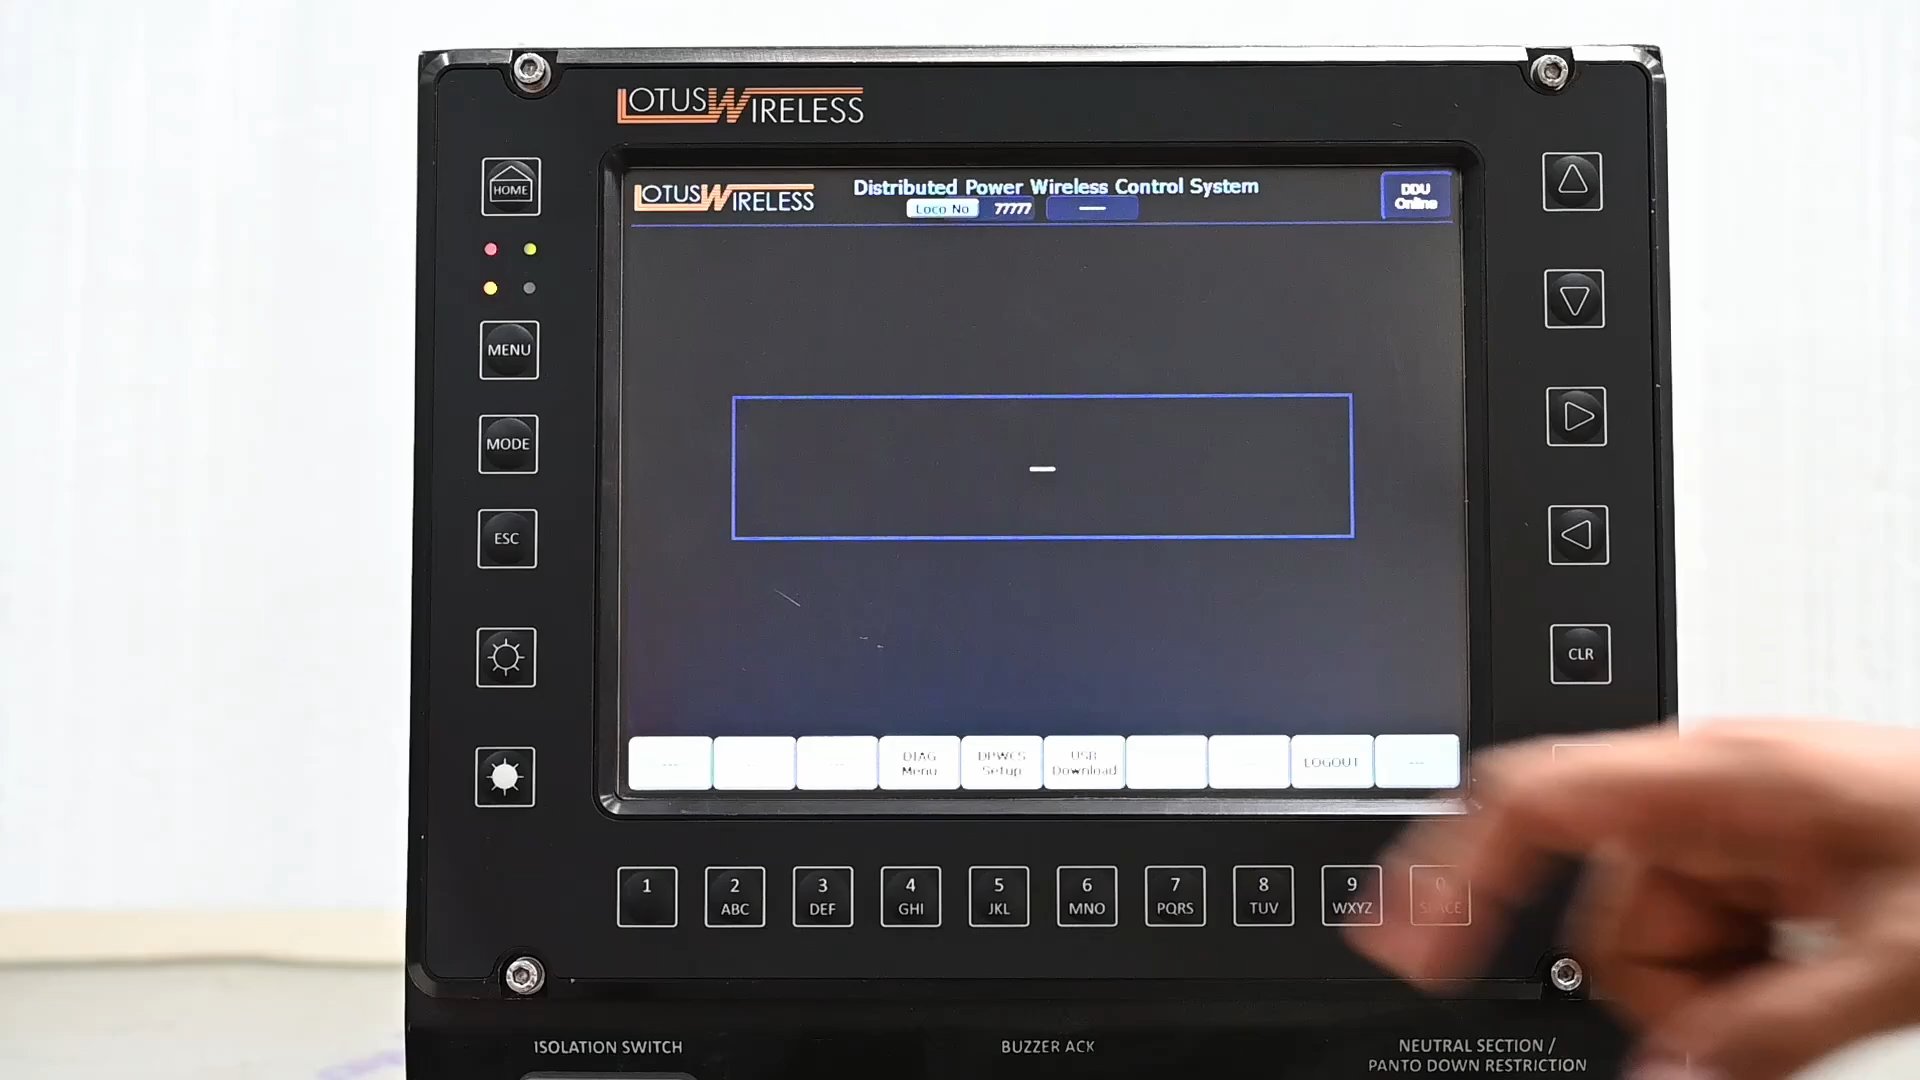 LOTUS WIRELESS
LOTUS WIRELESS
Distributed Power Wireless Control System
Loco No 77777 —
DDU
Online
HOME
MENU
MODE
ESC
CLR
—
---
DIAG
Menu
DPWCS
Setup
USB
Download
LOGOUT
---
1
2
ABC
3
DEF
4
GHI
5
JKL
6
MNO
7
PQRS
8
TUV
9
WXYZ
0
SPACE
ISOLATION SWITCH
BUZZER ACK
NEUTRAL SECTION /
PANTO DOWN RESTRICTION